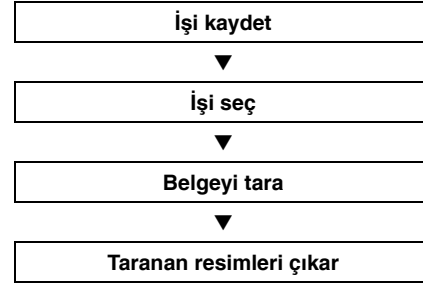 İşi kaydet
▼
İşi seç
▼
Belgeyi tara
▼
Taranan resimleri çıkar